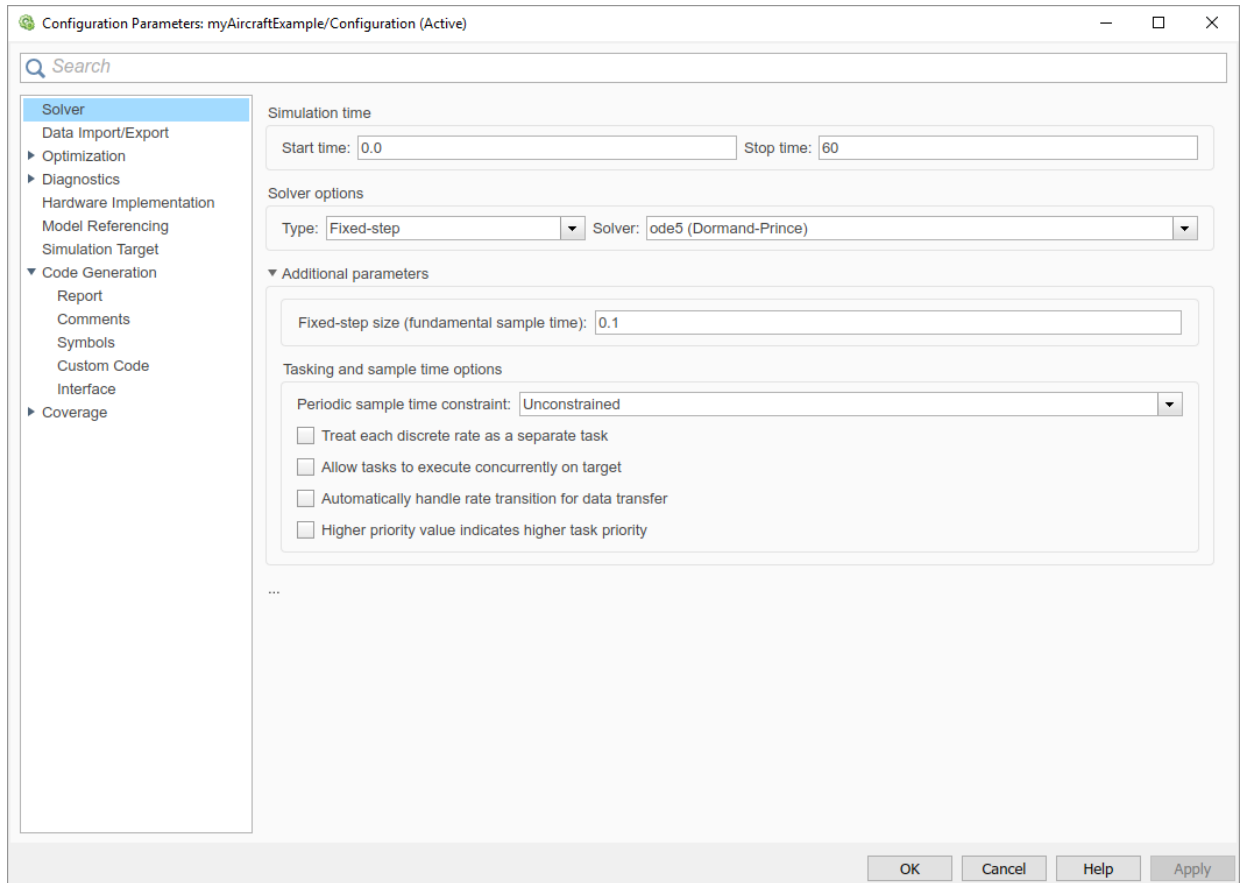 Configuration Parameters: myAircraftExample/Configuration (Active)
Search
Solver
Data Import/Export
Optimization
Diagnostics
Hardware Implementation
Model Referencing
Simulation Target
Code Generation
Report
Comments
Symbols
Custom Code
Interface
Coverage
Simulation time
Start time: 0.0 Stop time: 60
Solver options
Type: Fixed-step Solver: ode5 (Dormand-Prince)
Additional parameters
Fixed-step size (fundamental sample time): 0.1
Tasking and sample time options
Periodic sample time constraint: Unconstrained
Treat each discrete rate as a separate task
Allow tasks to execute concurrently on target
Automatically handle rate transition for data transfer
Higher priority value indicates higher task priority
...
OK Cancel Help Apply